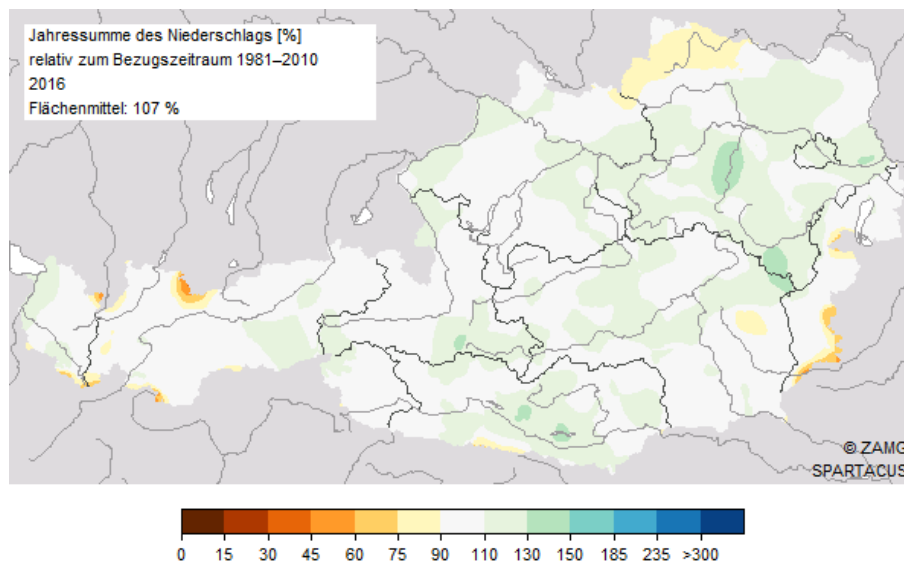 Jahressumme des Niederschlags [%]
relativ zum Bezugszeitraum 1981–2010
2016
Flächenmittel: 107 %
© ZAMG
SPARTACUS
0 15 30 45 60 75 90 110 130 150 185 235 >300